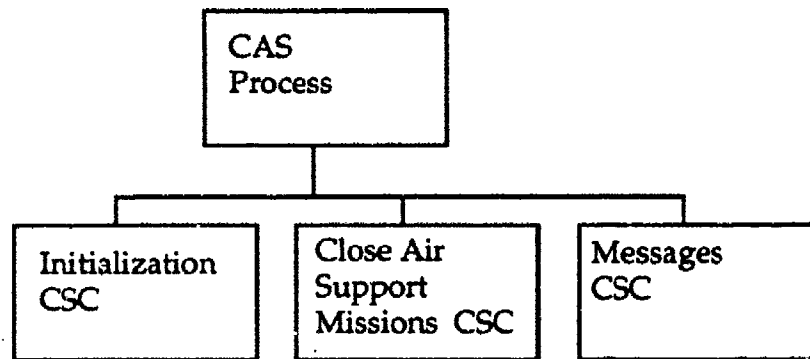 CAS
Process
Initialization
CSC
Close Air
Support
Missions CSC
Messages
CSC